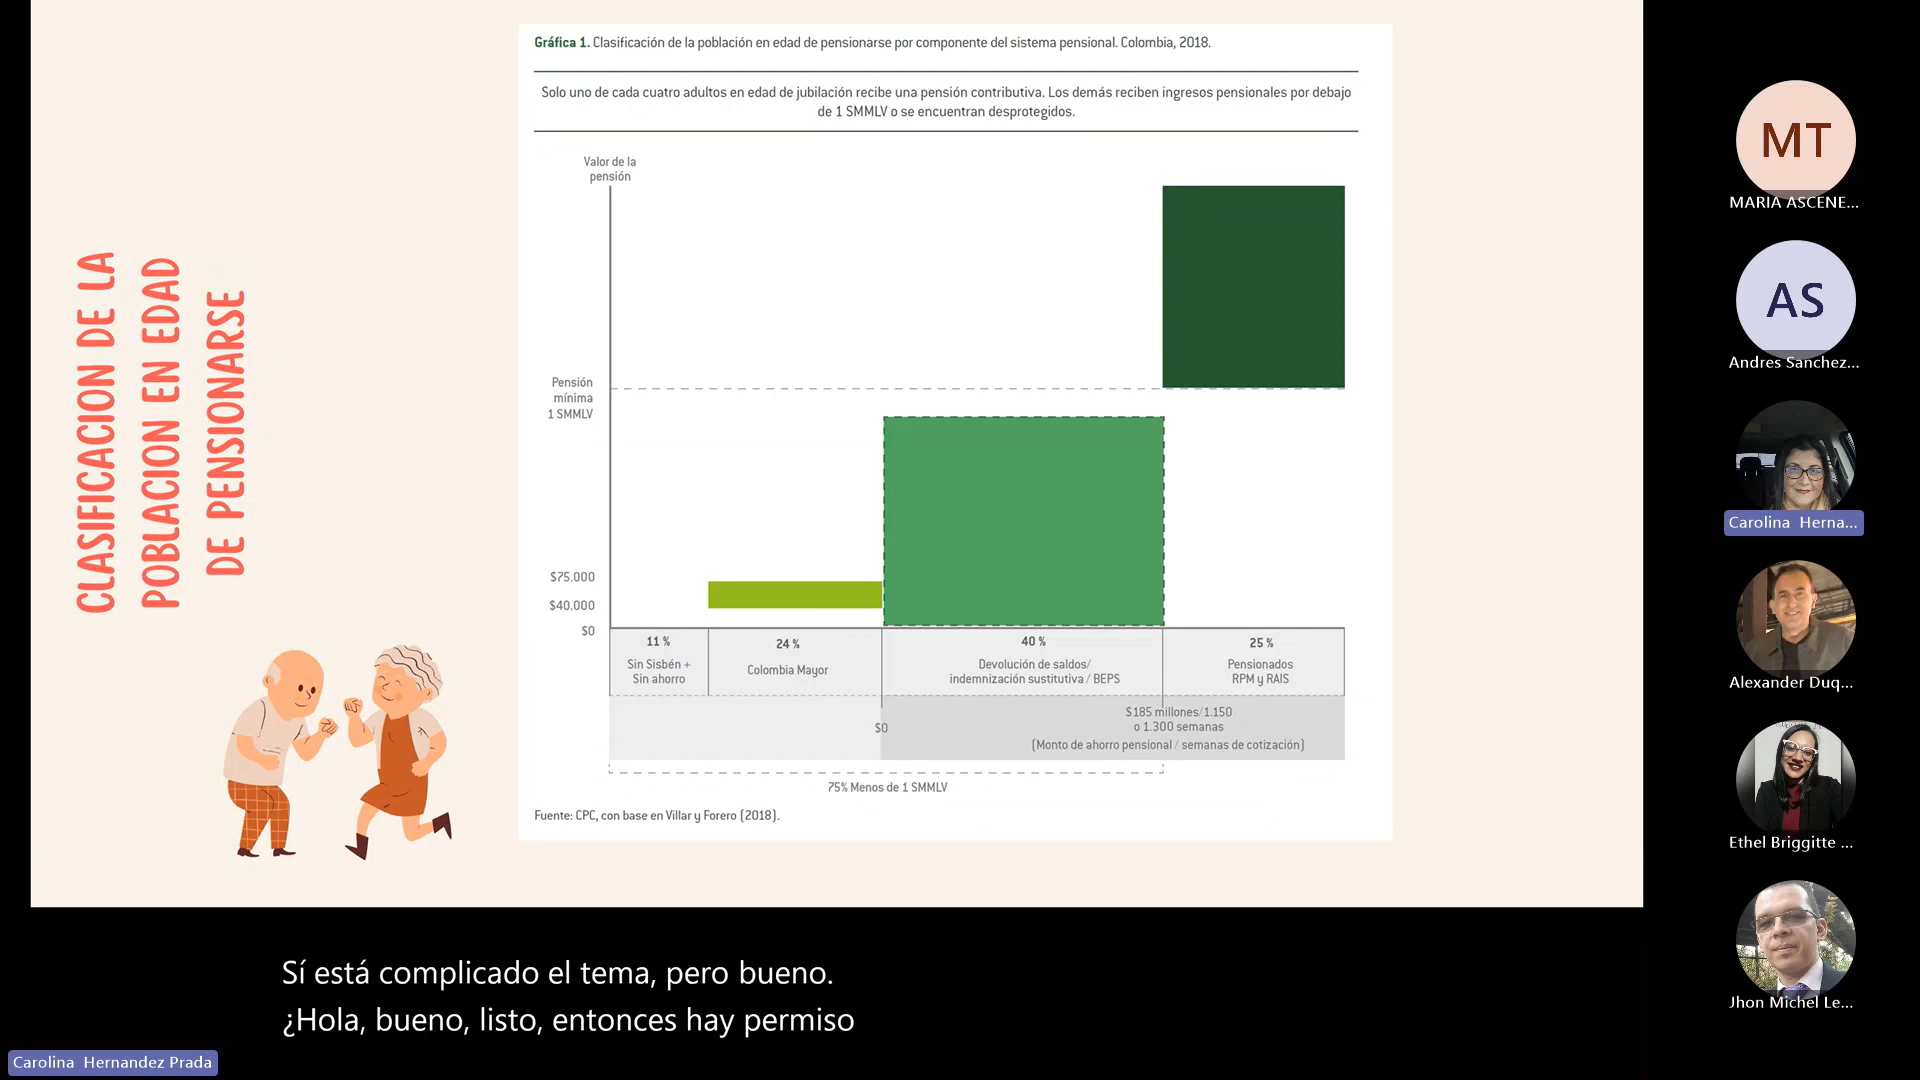 CLASIFICACION DE LA
POBLACION EN EDAD
DE PENSIONARSE
Gráfica 1. Clasificación de la población en edad de pensionarse por componente del sistema pensional. Colombia, 2018.
Solo uno de cada cuatro adultos en edad de jubilación recibe una pensión contributiva. Los demás reciben ingresos pensionales por debajo
de 1 SMMLV o se encuentran desprotegidos.
Valor de la
pensión
Pensión
mínima
1 SMMLV
$75.000
$40.000
$0
11 %
Sin Sisbén +
Sin ahorro
24 %
Colombia Mayor
40 %
Devolución de saldos/
indemnización sustitutiva / BEPS
25 %
Pensionados
RPM y RAIS
$0
$185 millones/1.150
o 1.300 semanas
(Monto de ahorro pensional / semanas de cotización)
75% Menos de 1 SMMLV
Fuente: CPC, con base en Villar y Forero (2018).
MT
MARIA ASCENE...
AS
Andres Sanchez...
Carolina Herna...
Alexander Duq...
Ethel Briggitte ...
Jhon Michel Le...
Sí está complicado el tema, pero bueno.
¿Hola, bueno, listo, entonces hay permiso
Carolina Hernandez Prada